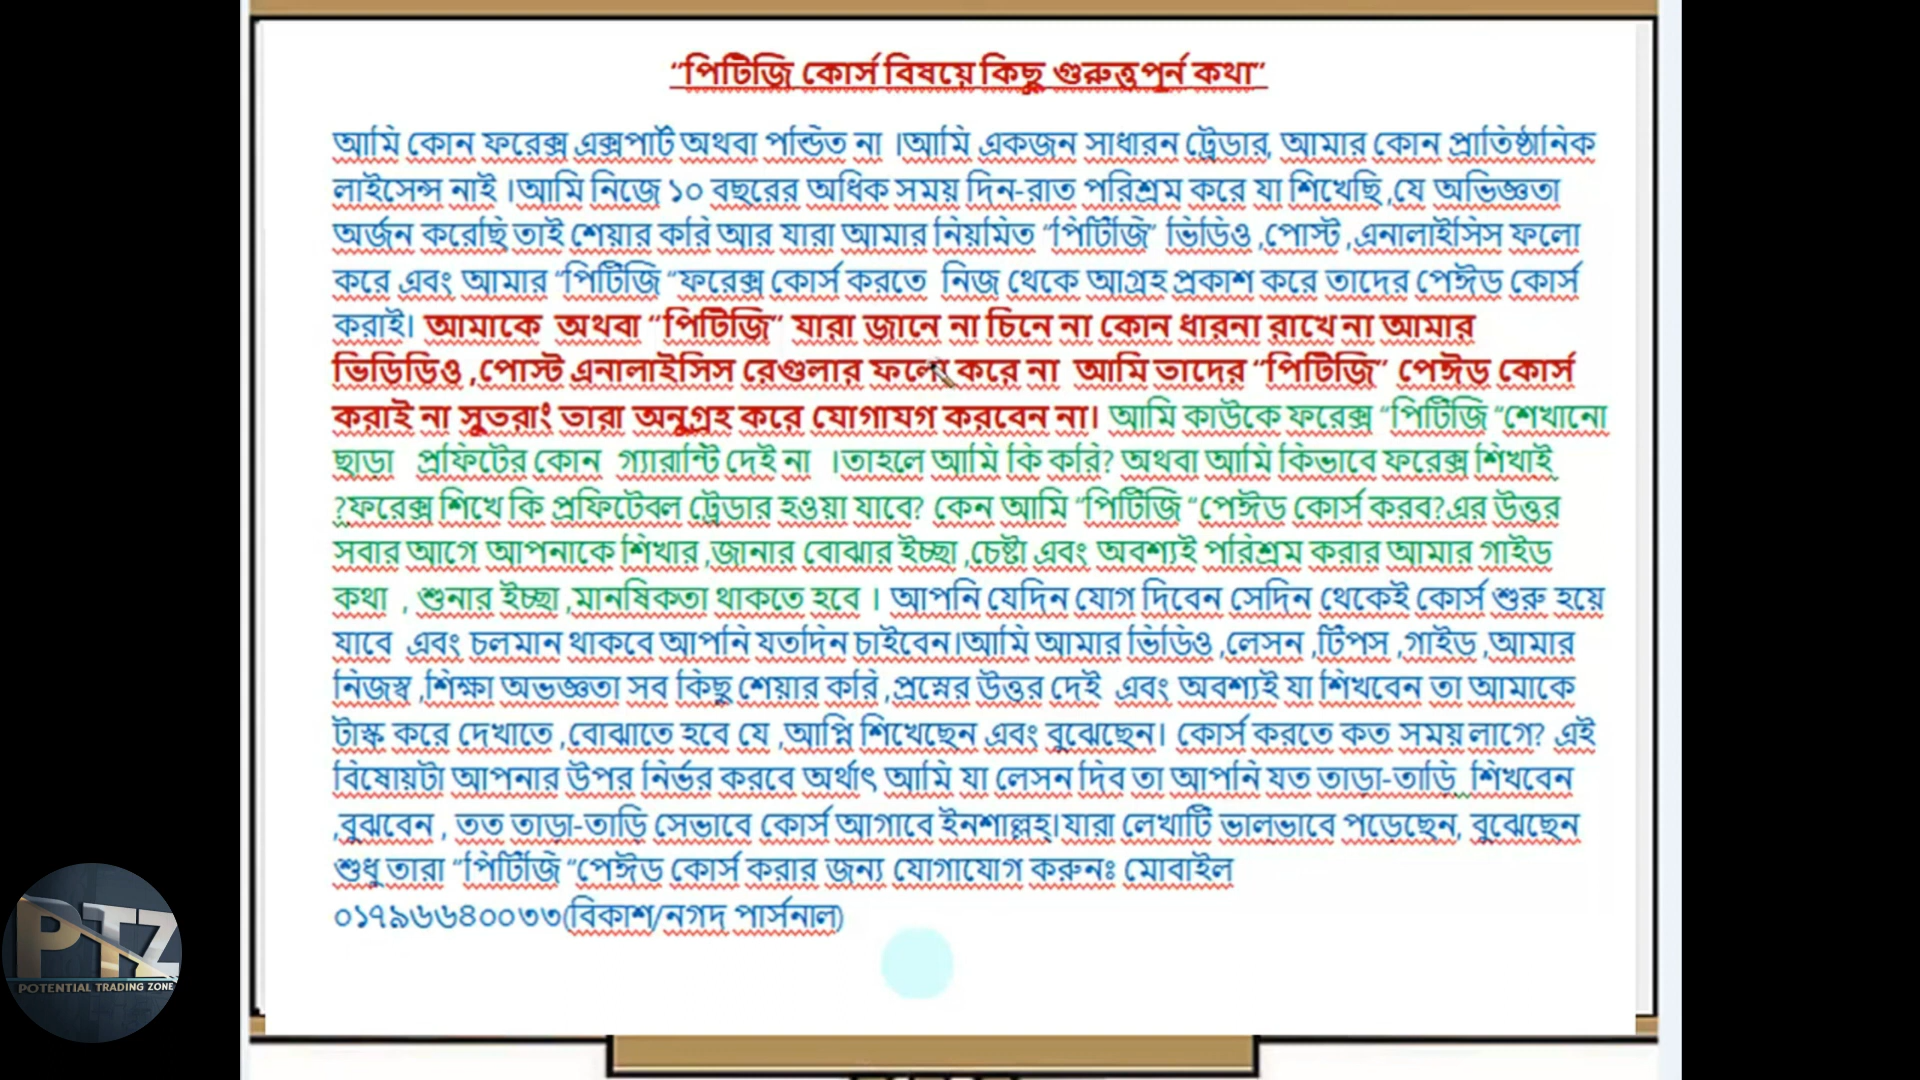 “পিটিজি কোর্স বিষয়ে কিছু গুরুত্তপূর্ন কথা”
আমি কোন ফরেক্স এক্সপার্ট অথবা পন্ডিত না ।আমি একজন সাধারন ট্রেডার, আমার কোন প্রাতিষ্ঠানিক
লাইসেন্স নাই ।আমি নিজে ১০ বছরের অধিক সময় দিন-রাত পরিশ্রম করে যা শিখেছি ,যে অভিজ্ঞতা
অর্জন করেছি তাই শেয়ার করি আর যারা আমার নিয়মিত “পিটিজি” ভিডিও ,পোস্ট ,এনালাইসিস ফলো
করে এবং আমার “পিটিজি “ফরেক্স কোর্স করতে নিজ থেকে আগ্রহ প্রকাশ করে তাদের পেঈড কোর্স
করাই। আমাকে অথবা “পিটিজি” যারা জানে না চিনে না কোন ধারনা রাখে না আমার
ভিডিডিও ,পোস্ট এনালাইসিস রেগুলার ফলো করে না আমি তাদের “পিটিজি” পেঈড কোর্স
করাই না সুতরাং তারা অনুগ্রহ করে যোগাযগ করবেন না। আমি কাউকে ফরেক্স “পিটিজি “শেখানো
ছাড়া প্রফিটের কোন গ্যারান্টি দেই না ।তাহলে আমি কি করি? অথবা আমি কিভাবে ফরেক্স শিখাই
?ফরেক্স শিখে কি প্রফিটেবল ট্রেডার হওয়া যাবে? কেন আমি “পিটিজি “পেঈড কোর্স করব?এর উত্তর
সবার আগে আপনাকে শিখার ,জানার বোঝার ইচ্ছা ,চেষ্টা এবং অবশ্যই পরিশ্রম করার আমার গাইড
কথা , শুনার ইচ্ছা ,মানষিকতা থাকতে হবে । আপনি যেদিন যোগ দিবেন সেদিন থেকেই কোর্স শুরু হয়ে
যাবে এবং চলমান থাকবে আপনি যতদিন চাইবেন।আমি আমার ভিডিও ,লেসন ,টিপস ,গাইড ,আমার
নিজস্ব ,শিক্ষা অভজ্ঞতা সব কিছু শেয়ার করি ,প্রস্নের উত্তর দেই এবং অবশ্যই যা শিখবেন তা আমাকে
টাস্ক করে দেখাতে ,বোঝাতে হবে যে ,আপ্নি শিখেছেন এবং বুঝেছেন। কোর্স করতে কত সময় লাগে? এই
বিষোয়টা আপনার উপর নির্ভর করবে অর্থাৎ আমি যা লেসন দিব তা আপনি যত তাড়া-তাড়ি শিখবেন
,বুঝবেন , তত তাড়া-তাড়ি সেভাবে কোর্স আগাবে ইনশাল্লহ্।যারা লেখাটি ভালভাবে পড়েছেন, বুঝেছেন
শুধু তারা “পিটিজি “পেঈড কোর্স করার জন্য যোগাযোগ করুনঃ মোবাইল
০১৭৯৬৬৪০০৩৩(বিকাশ/নগদ পার্সনাল)
PTZ
POTENTIAL TRADING ZONE